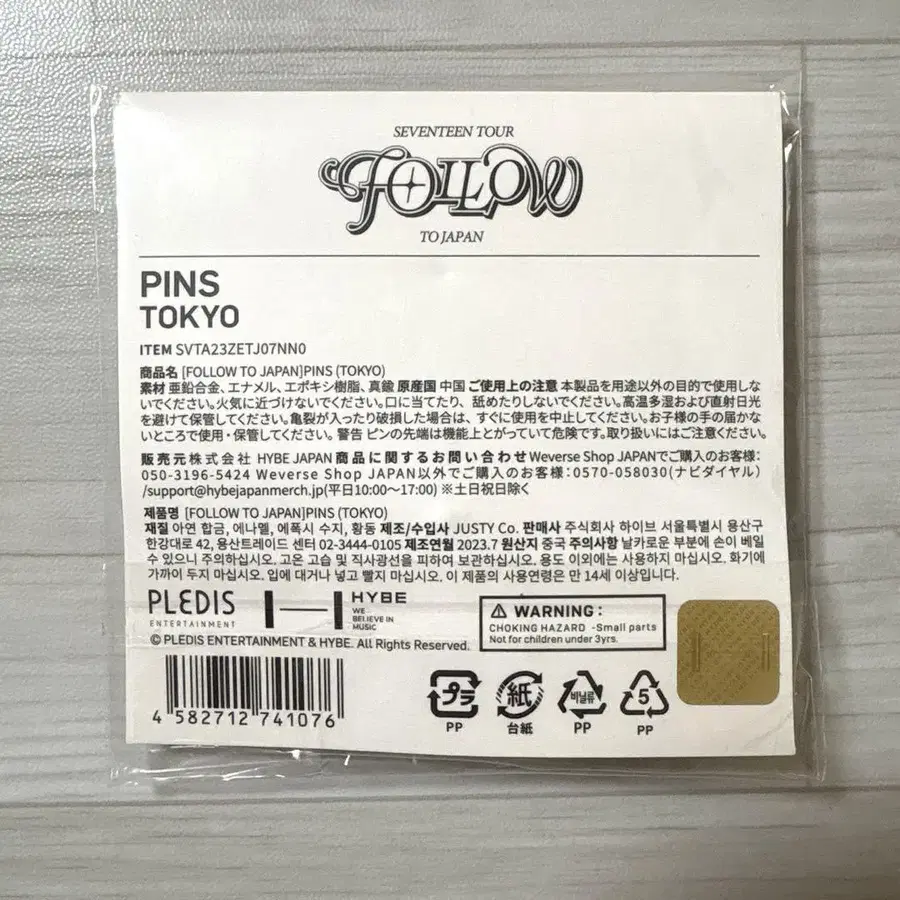 SEVENTEEN TOUR
FOLLOW
TO JAPAN
PINS
TOKYO
ITEM SVTA23ZETJ07NN0
商品名 [FOLLOW TO JAPAN]PINS (TOKYO)
素材 亜鉛合金、エナメル、エポキシ樹脂、真鍮 原産国 中国 ご使用上の注意 本製品を用途以外の目的で使用しな
いでください。火気に近づけないでください。口に当てたり、舐めたりしないでください。高温多湿および直射日光
を避けて保管してください。亀裂が入ったり破損した場合は、すぐに使用を中止してください。お子様の手の届かな
いところで使用・保管してください。 警告 ピンの先端は機能上とがっていて危険です。取り扱いにはご注意ください。
販売元 株式会社 HYBE JAPAN 商品に関するお問い合わせ Weverse Shop JAPANでご購入のお客様:
050-3196-5424 Weverse Shop JAPAN以外でご購入のお客様:0570-058030(ナビダイヤル)
/support@hybejapanmerch.jp(平日10:00〜17:00) ※土日祝日除く
제품명 [FOLLOW TO JAPAN]PINS (TOKYO)
재질 아연 합금, 에나멜, 에폭시 수지, 황동 제조/수입사 JUSTY Co. 판매사 주식회사 하이브 서울특별시 용산구
한강대로 42, 용산트레이드 센터 02-3444-0105 제조연월 2023.7 원산지 중국 주의사항 날카로운 부분에 손이 베일
수 있으니 주의하십시오. 고온 고습 및 직사광선을 피하여 보관하십시오. 용도 이외에는 사용하지 마십시오. 화기에
가까이 두지 마십시오. 입에 대거나 넣고 빨지 마십시오. 이 제품의 사용연령은 만 14세 이상입니다.
PLEDIS
ENTERTAINMENT
HYBE
WE
BELIEVE IN
MUSIC
© PLEDIS ENTERTAINMENT & HYBE. All Rights Reserved.
WARNING:
CHOKING HAZARD -Small parts
Not for children under 3yrs.
4 582712 741076
プラ
PP
紙
台紙
비닐류
PP
5
PP